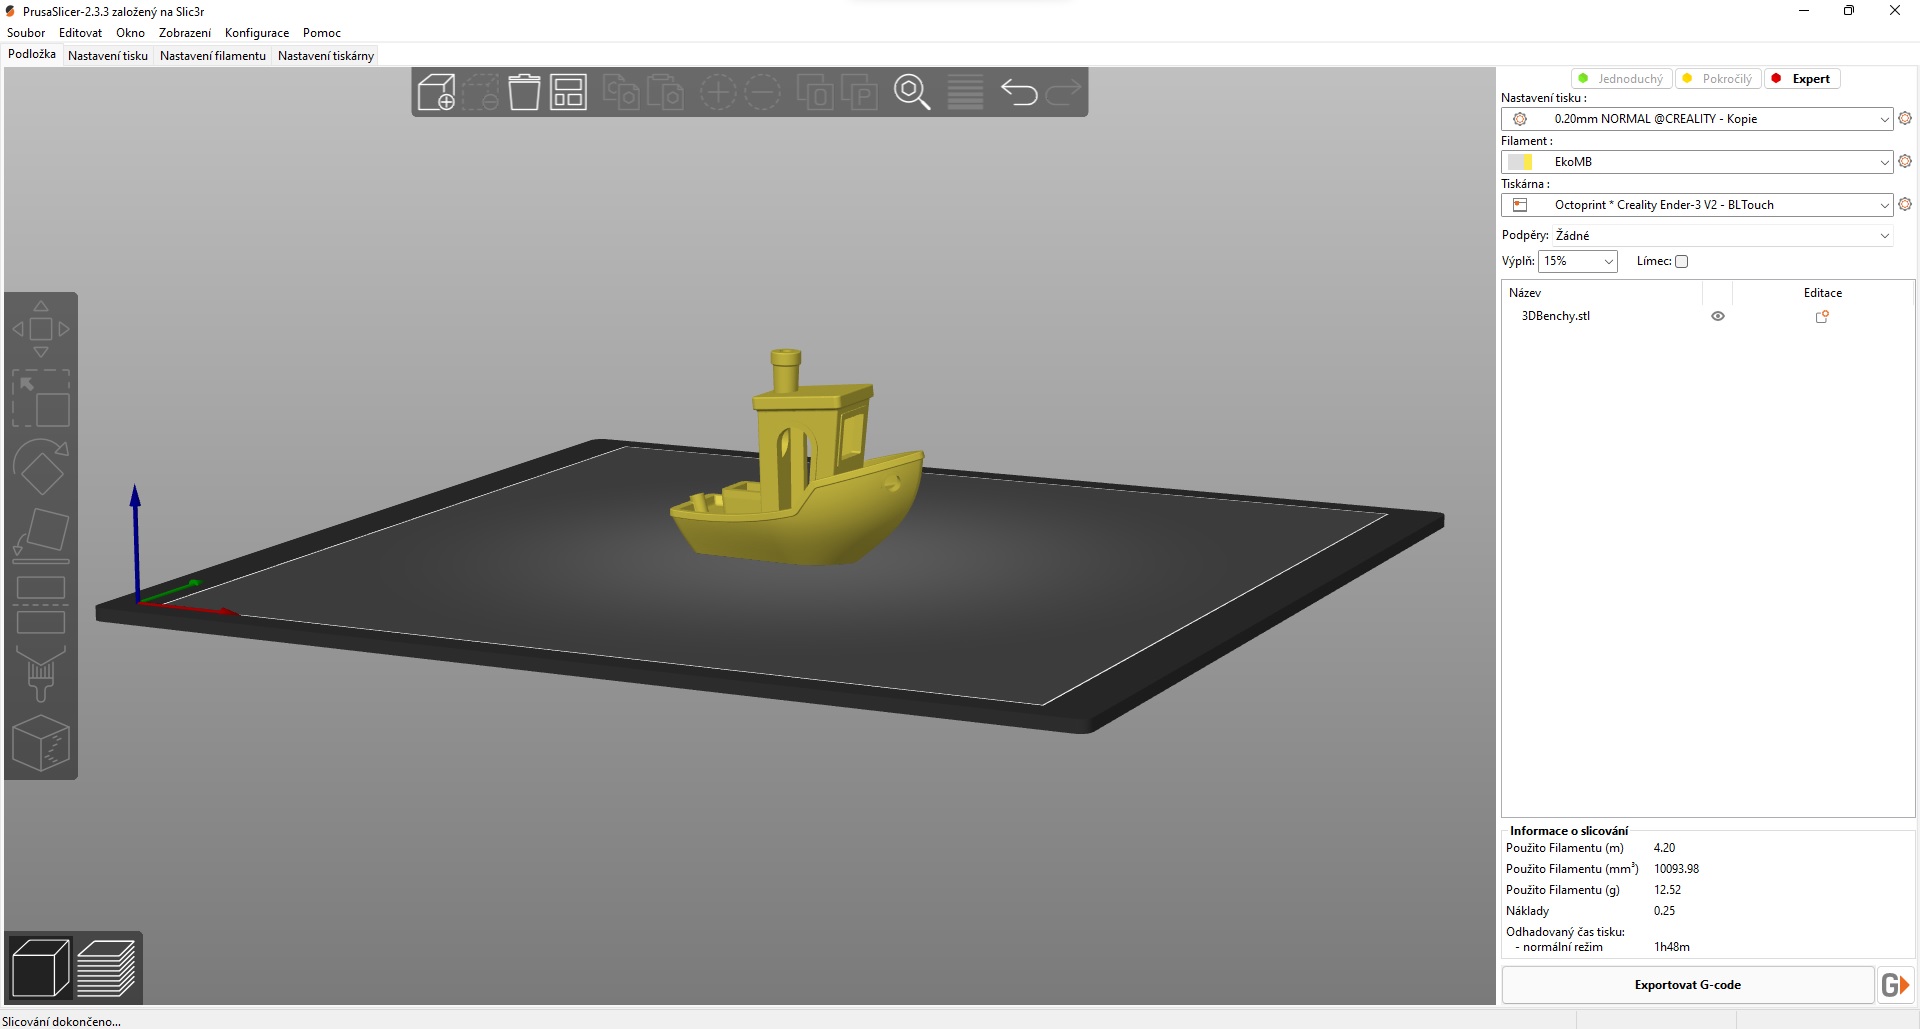 PrusaSlicer-2.3.3 založený na Slic3r
Soubor Editovat Okno Zobrazení Konfigurace Pomoc
Podložka Nastavení tisku Nastavení filamentu Nastavení tiskárny
Jednoduchý Pokročilý Expert
Nastavení tisku :
0.20mm NORMAL @CREALITY - Kopie
Filament :
EkoMB
Tiskárna :
Octoprint * Creality Ender-3 V2 - BLTouch
Podpěry: Žádné
Výplň: 15% Límec:
Název Editace
3DBenchy.stl
Informace o slicování
Použito Filamentu (m) 4.20
Použito Filamentu (mm³) 10093.98
Použito Filamentu (g) 12.52
Náklady 0.25
Odhadovaný čas tisku:
- normální režim 1h48m
Exportovat G-code
Slicování dokončeno...